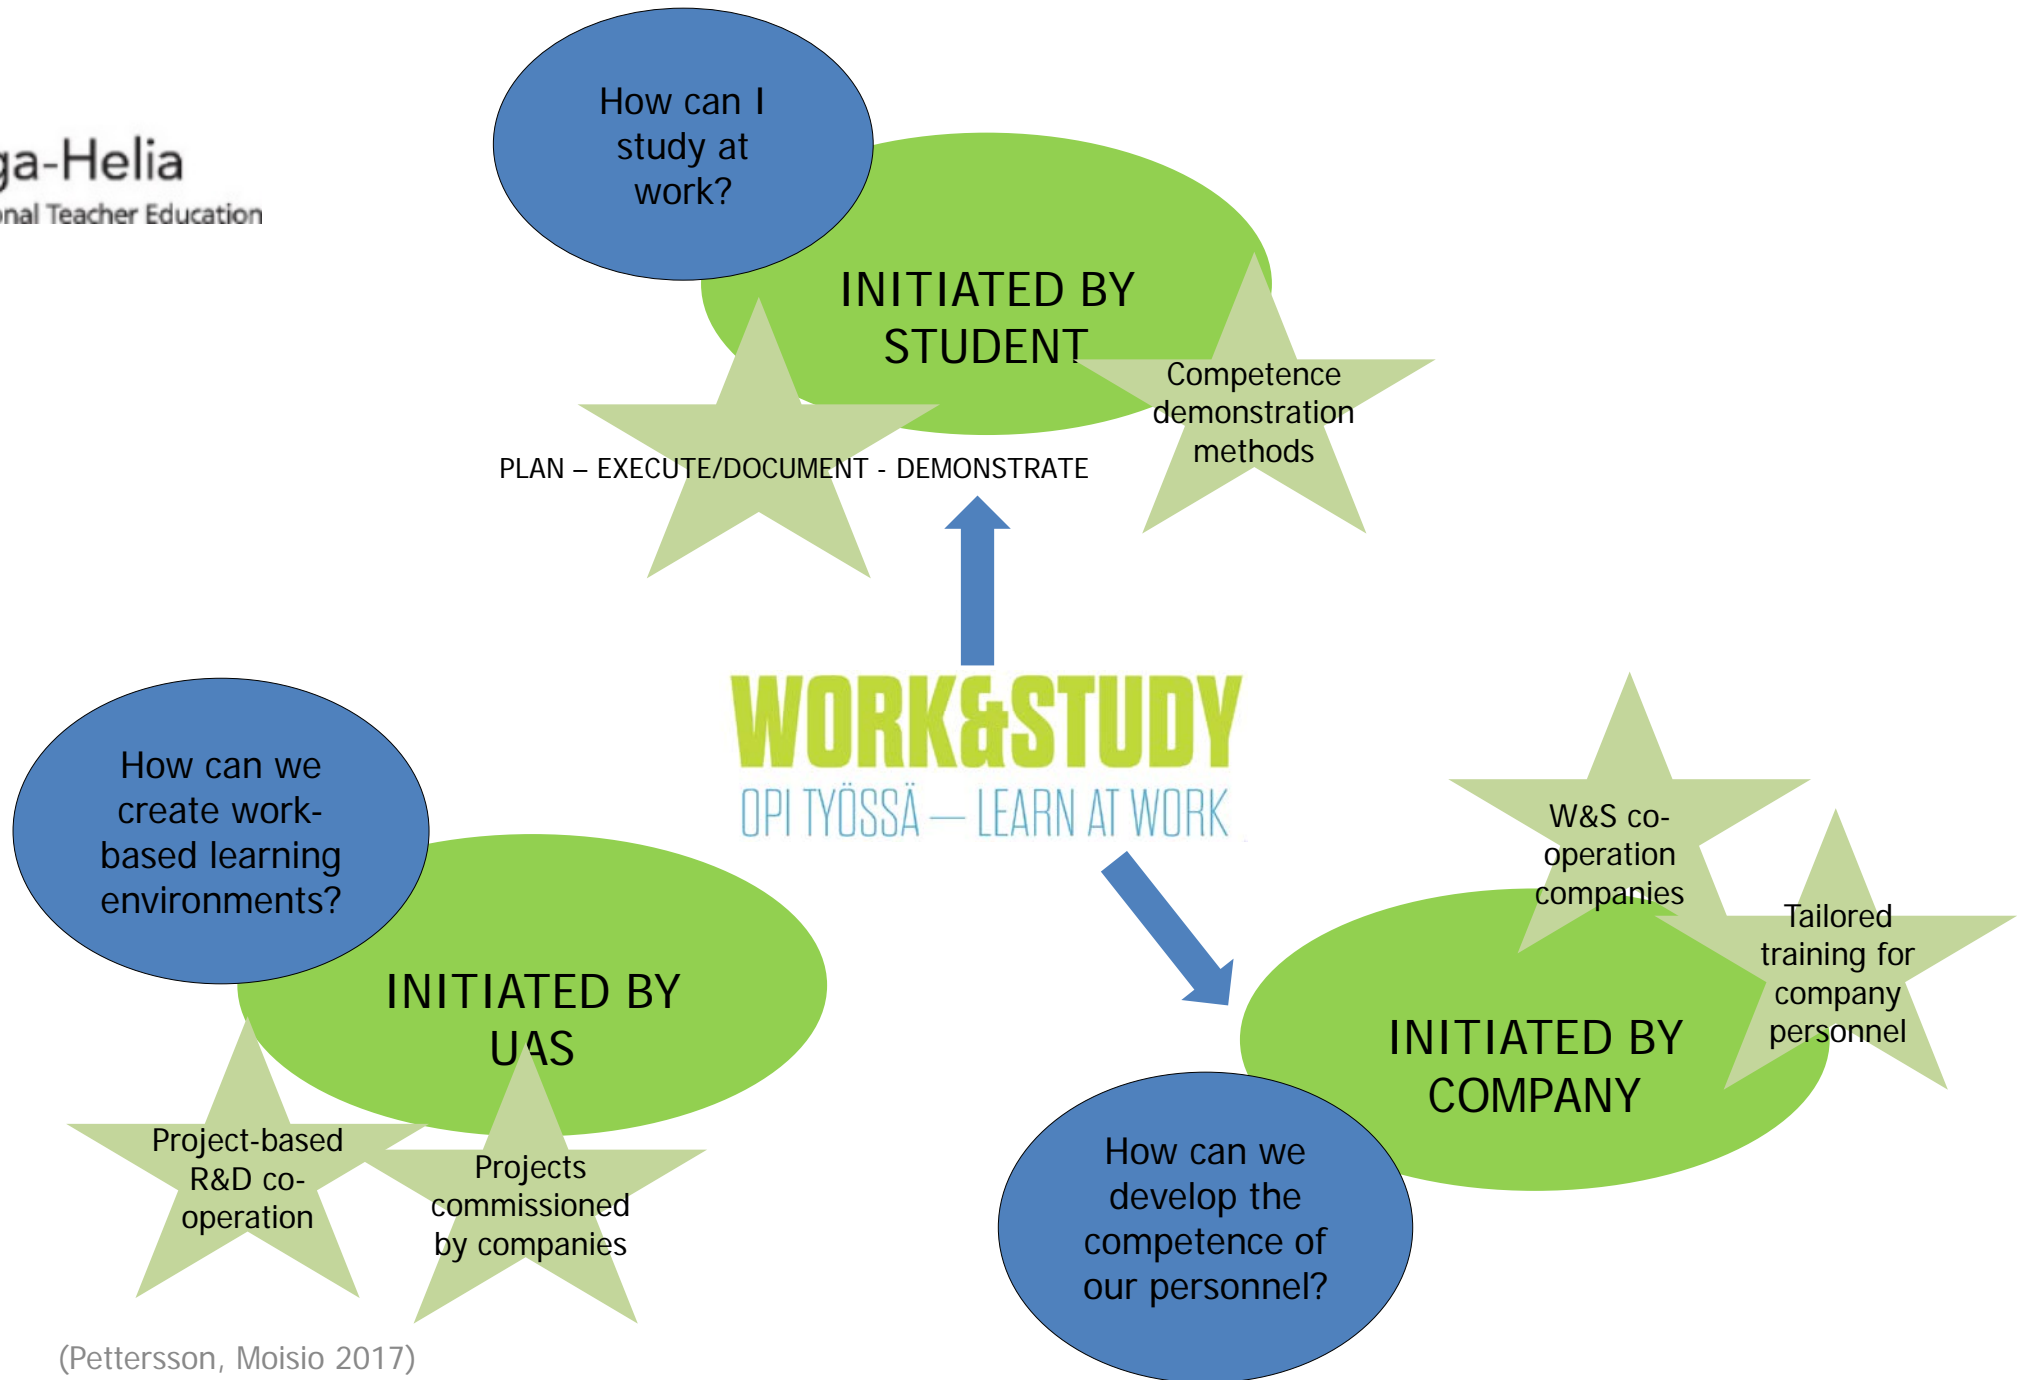 ga-Helia
onal Teacher Education
How can I
study at
work?
INITIATED BY
STUDENT
Competence
demonstration
methods
PLAN – EXECUTE/DOCUMENT - DEMONSTRATE
WORK&STUDY
OPI TYÖSSÄ — LEARN AT WORK
How can we
create work-
based learning
environments?
INITIATED BY
UAS
Project-based
R&D co-
operation
Projects
commissioned
by companies
W&S co-
operation
companies
Tailored
training for
company
personnel
INITIATED BY
COMPANY
How can we
develop the
competence of
our personnel?
(Pettersson, Moisio 2017)